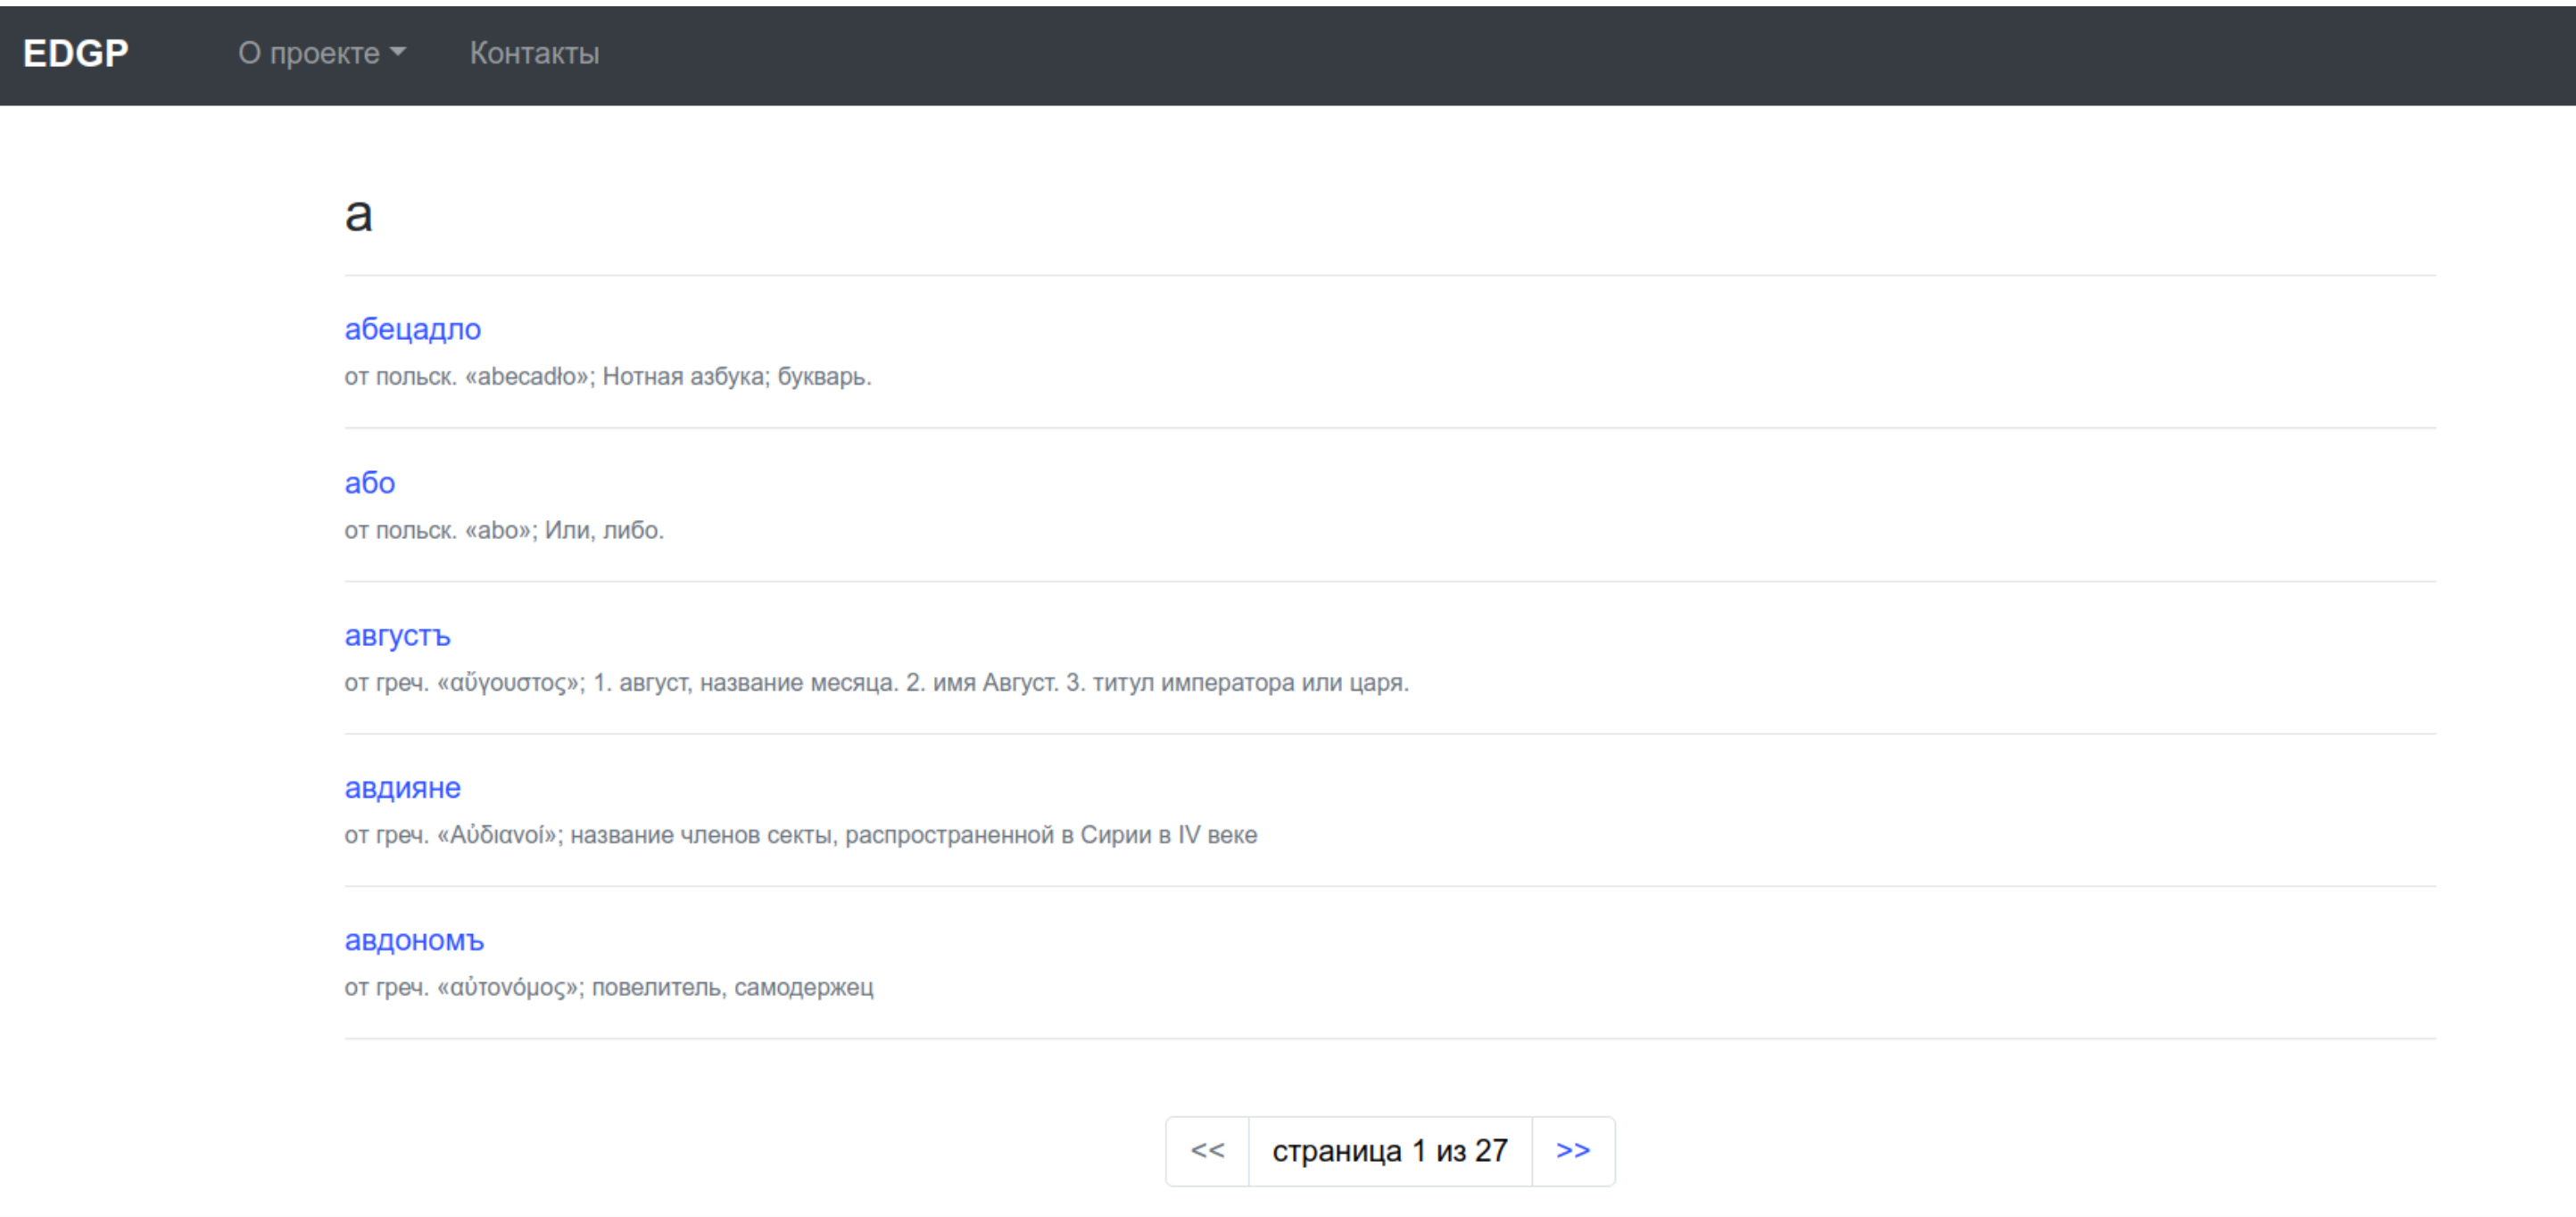 EDGP О проекте Контакты
а
абецадло
от польск. «abecadło»; Нотная азбука; букварь.
або
от польск. «abo»; Или, либо.
августъ
от греч. «αὔγουστος»; 1. август, название месяца. 2. имя Август. 3. титул императора или царя.
авдияне
от греч. «Αὐδιανοί»; название членов секты, распространенной в Сирии в IV веке
авдономъ
от греч. «αὐτονόμος»; повелитель, самодержец
<< страница 1 из 27 >>